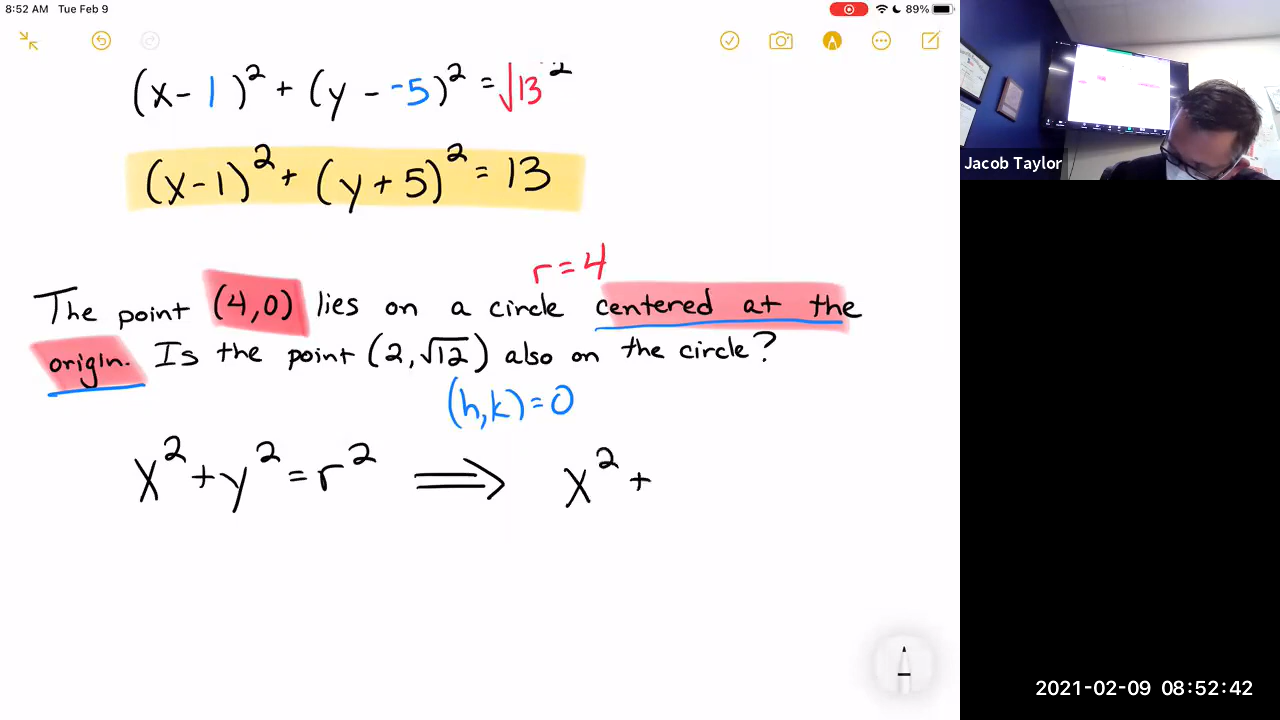 8:52 AM Tue Feb 9
89%
(x - 1)² + (y - -5)² = √13²
(x-1)² + (y+5)² = 13
r = 4
The point (4,0) lies on a circle centered at the
origin. Is the point (2,√12) also on the circle?
(h,k) = 0
x² + y² = r² ⟹ x² +
Jacob Taylor
2021-02-09 08:52:42